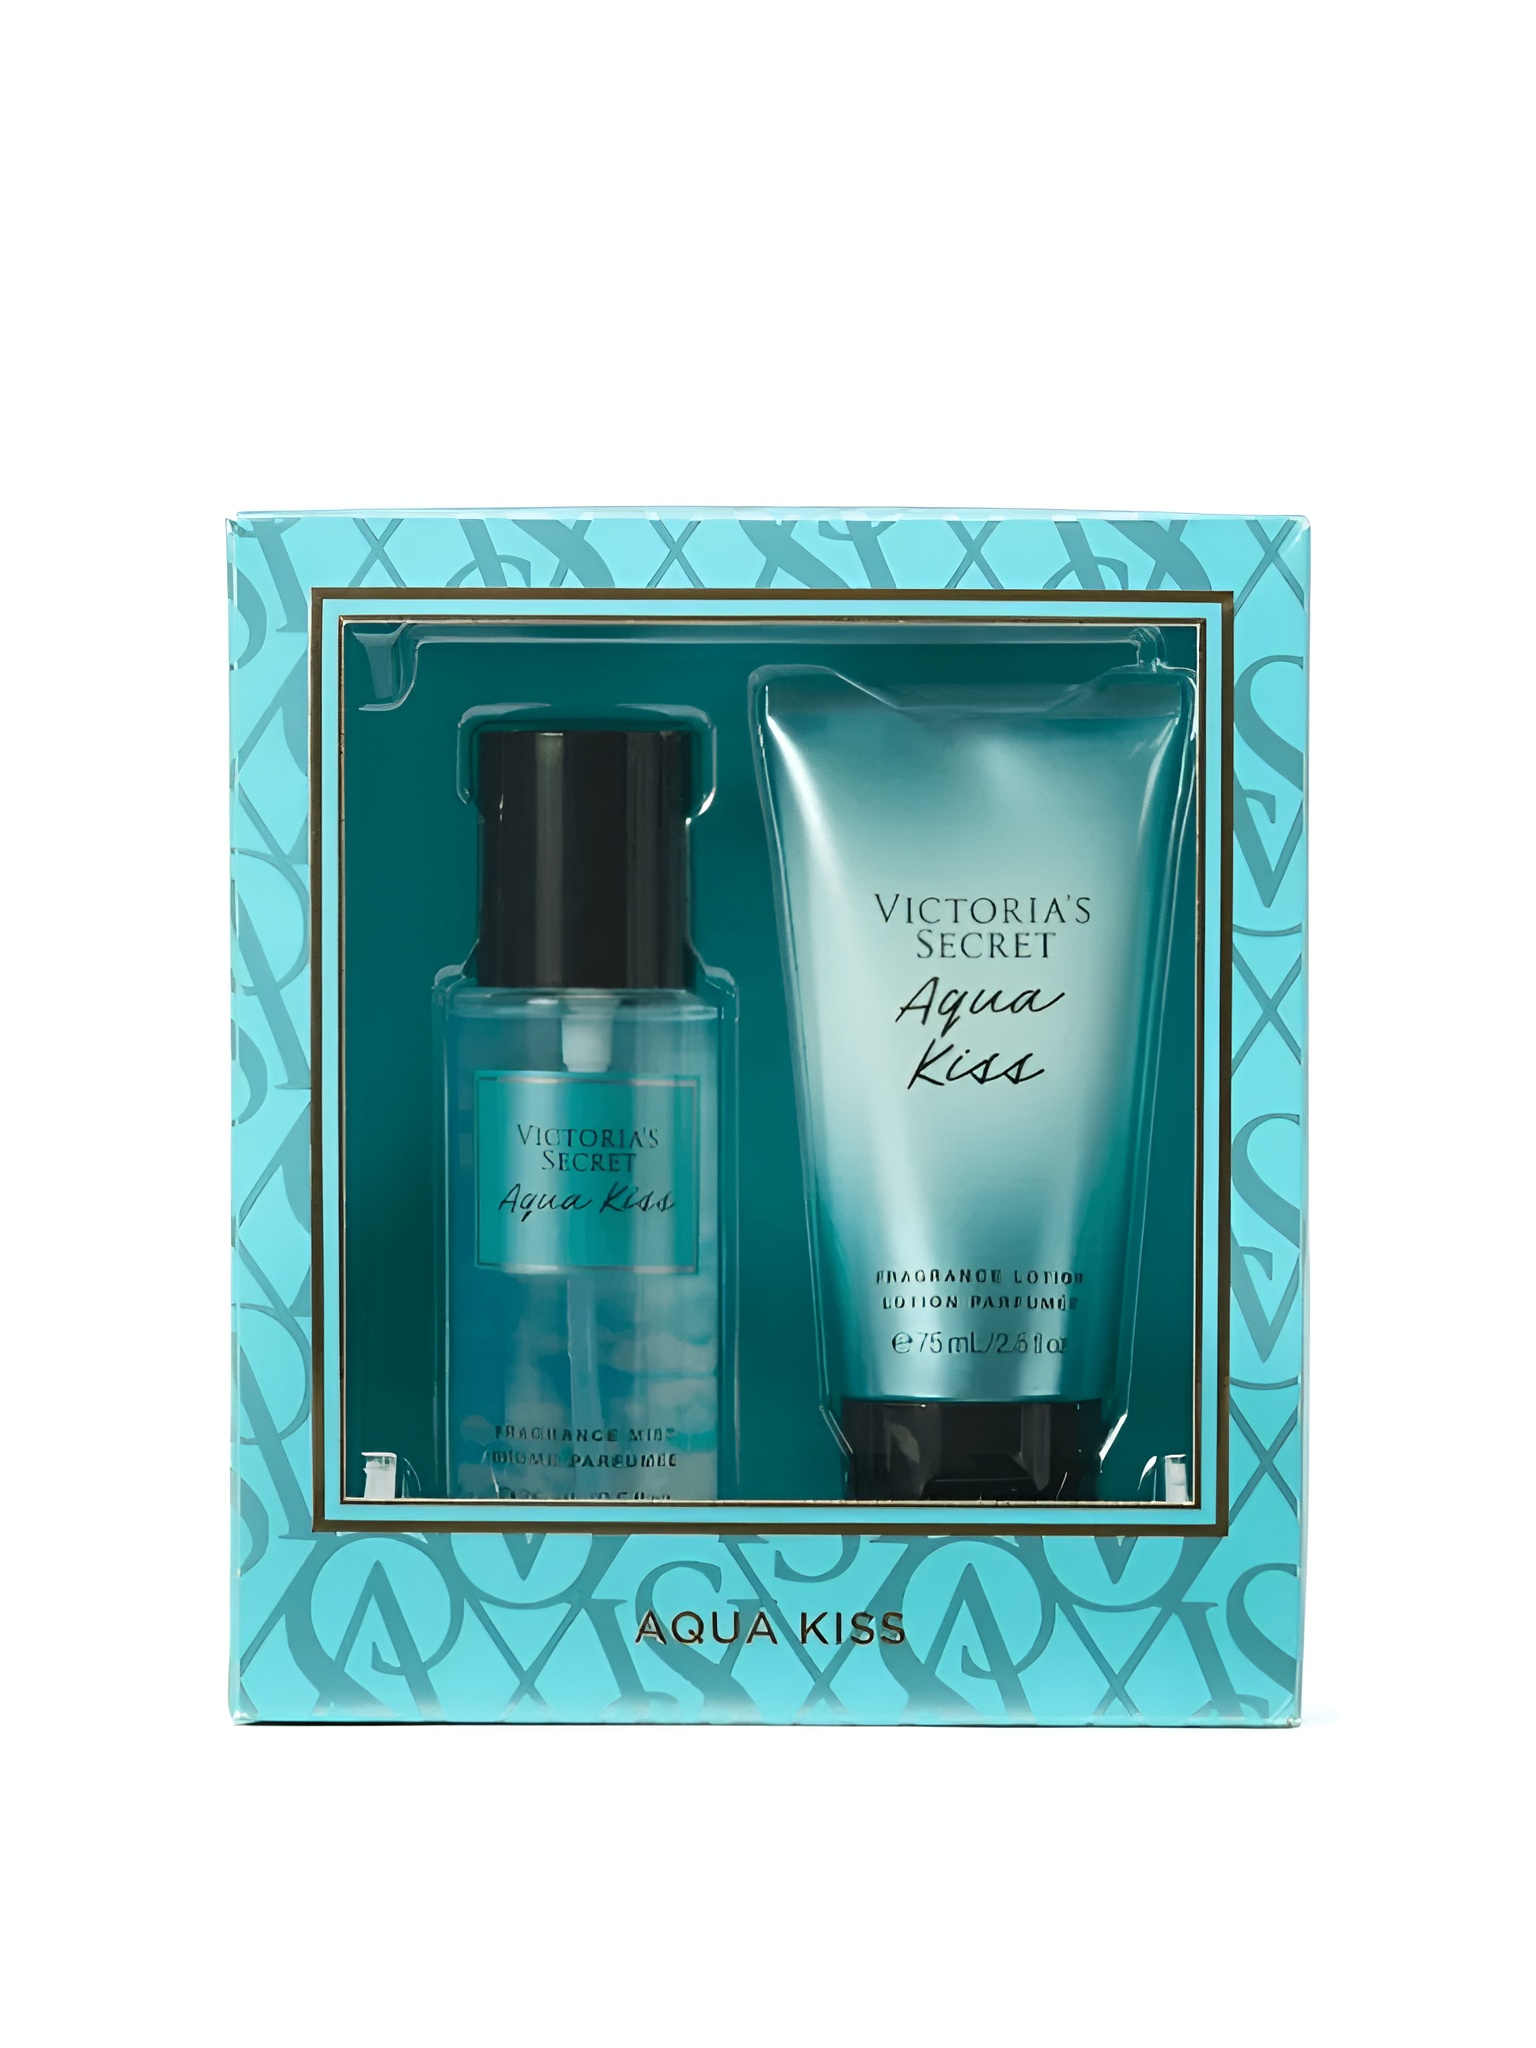 VICTORIA'S
SECRET
Aqua Kiss
FRAGRANCE MIST
PARFUMÉE
VICTORIA'S
SECRET
Aqua
Kiss
FRAGRANCE LOTION
LOTION PARFUMÉE
℮ 75 mL/2.5 fl oz
AQUA KISS